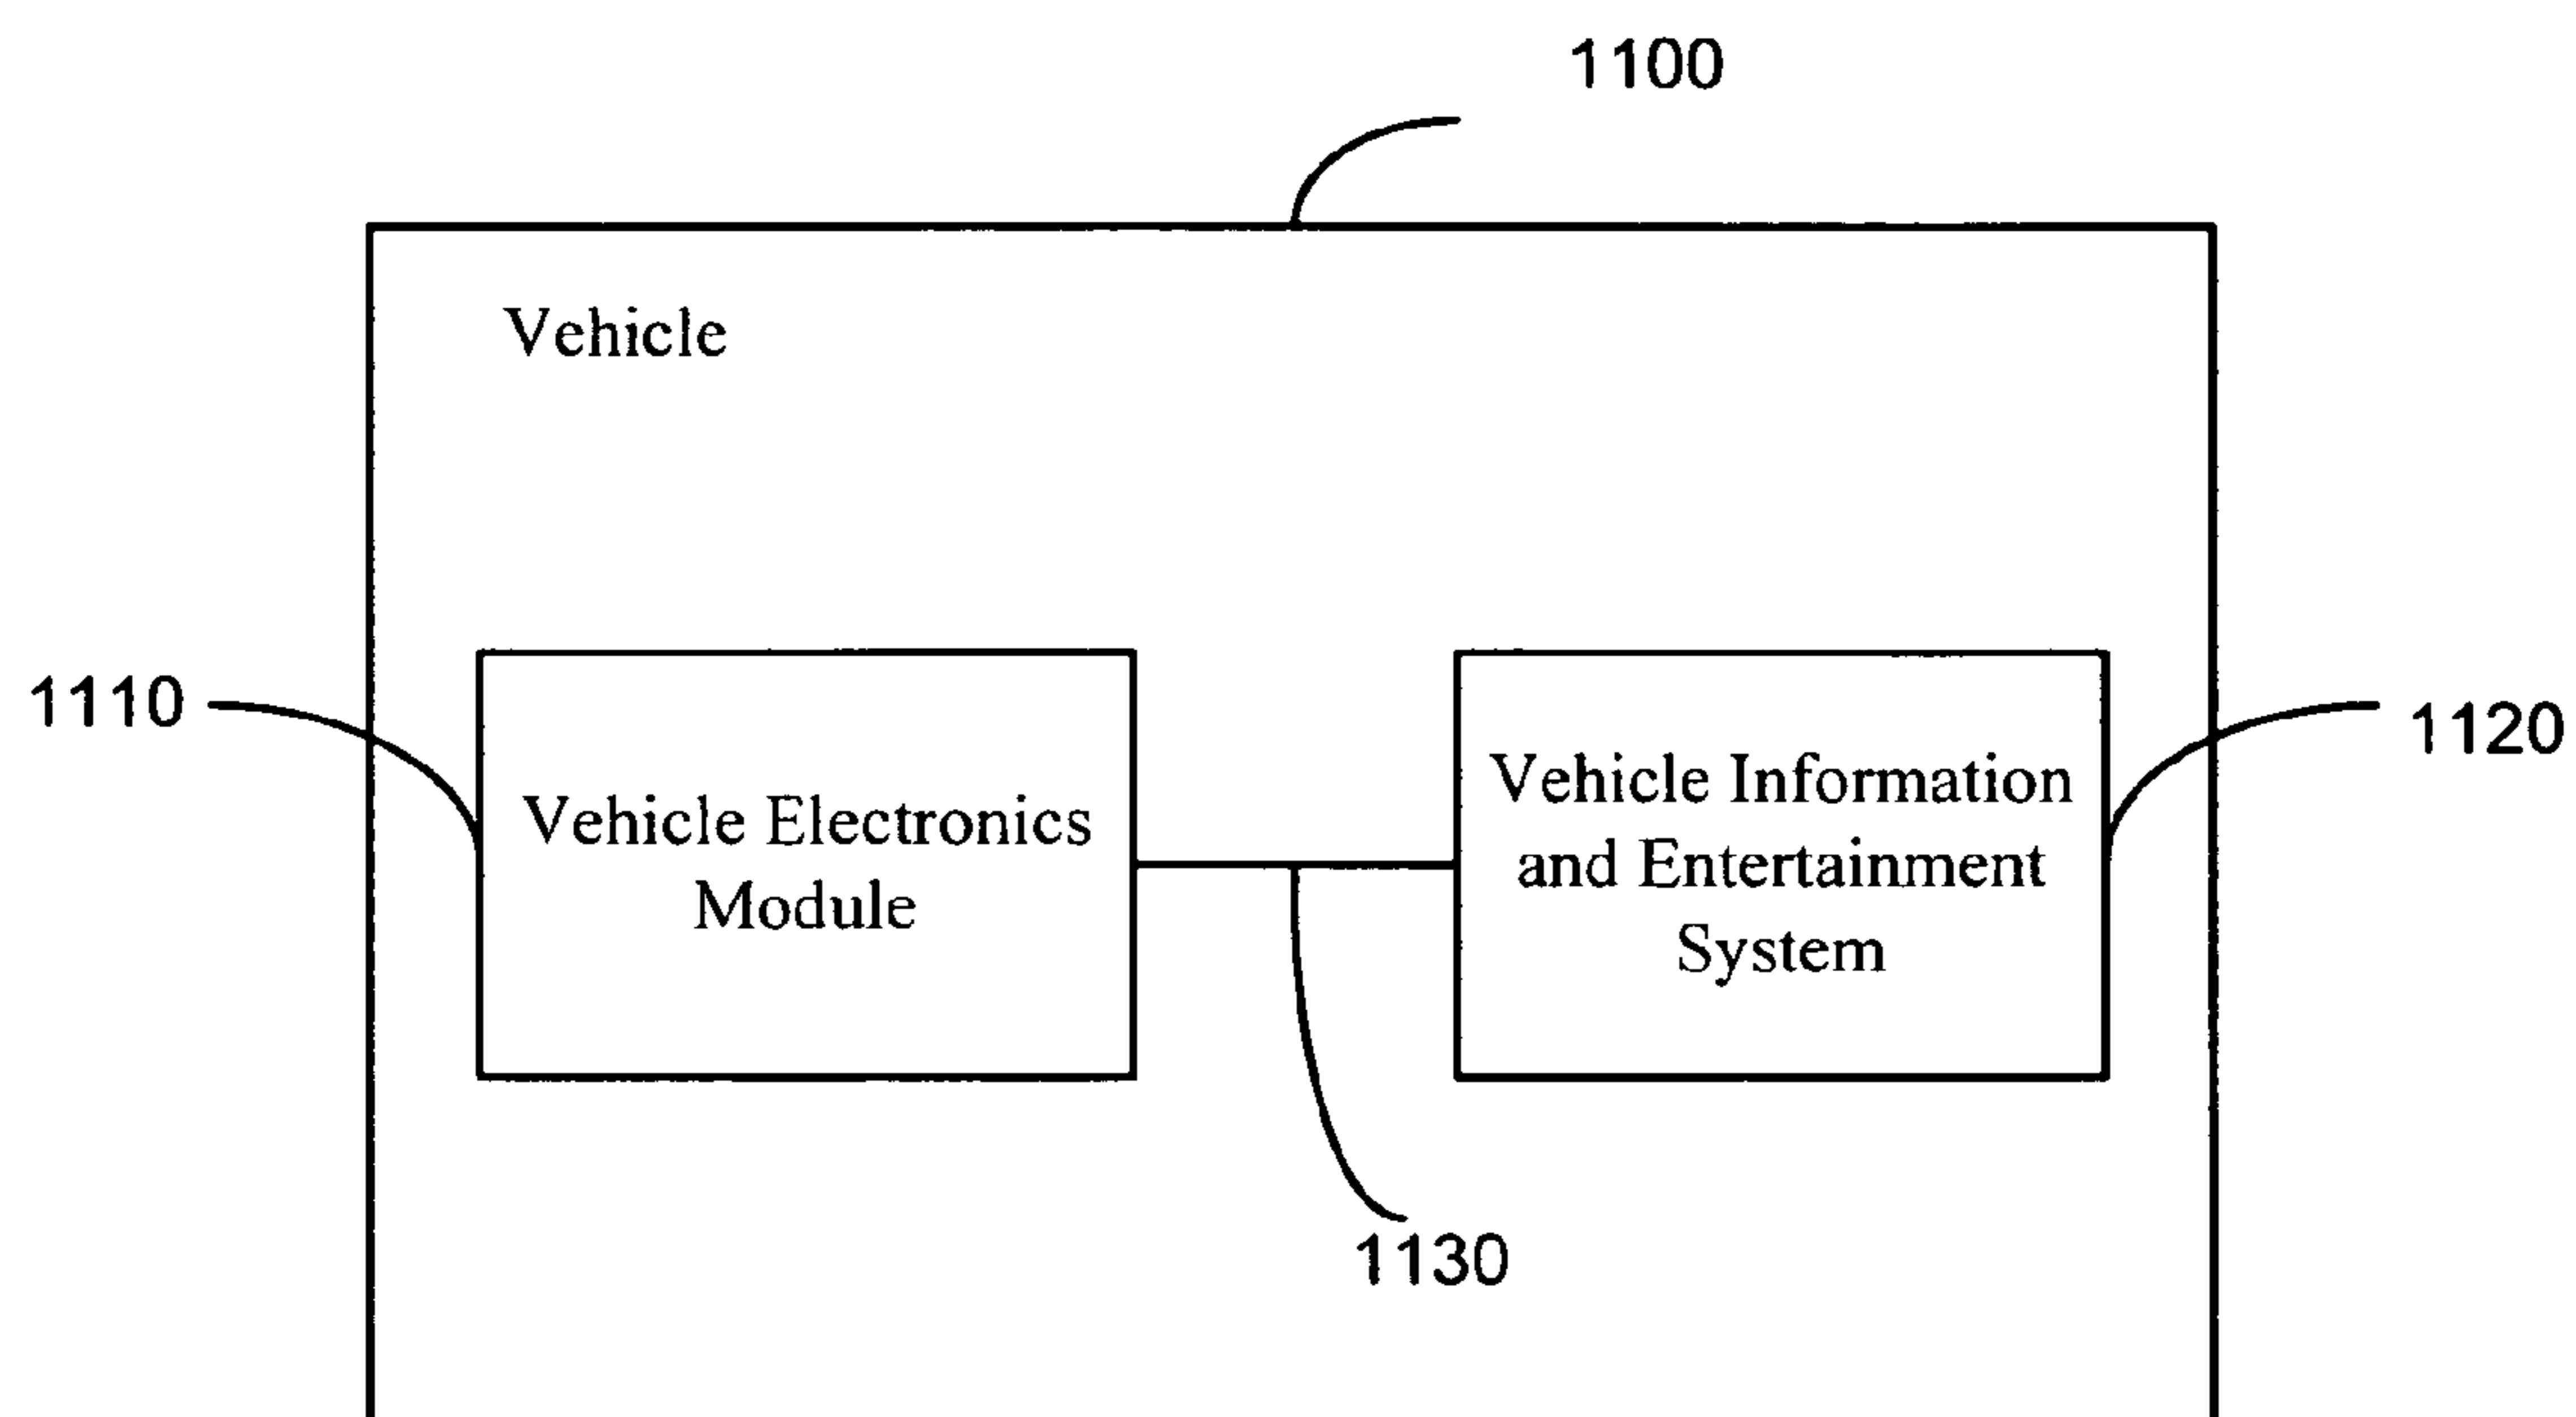 1100
Vehicle
1110
Vehicle Electronics
Module
Vehicle Information
and Entertainment
System
1120
1130